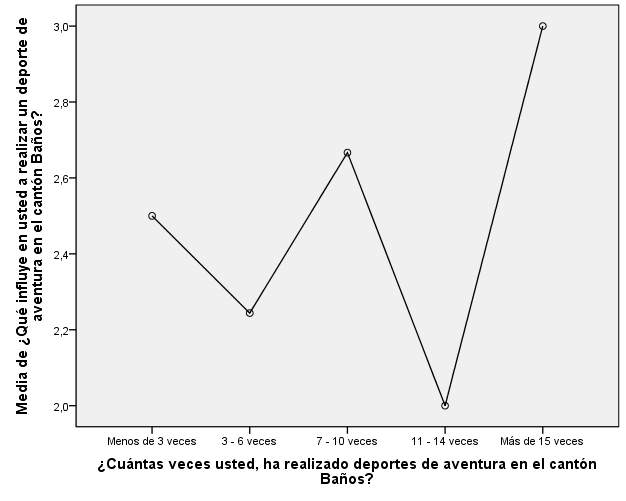 Media de ¿Qué influye en usted a realizar un deporte de
aventura en el cantón Baños?
3,0
2,8
2,6
2,4
2,2
2,0
Menos de 3 veces
3 - 6 veces
7 - 10 veces
11 - 14 veces
Más de 15 veces
¿Cuántas veces usted, ha realizado deportes de aventura en el cantón
Baños?